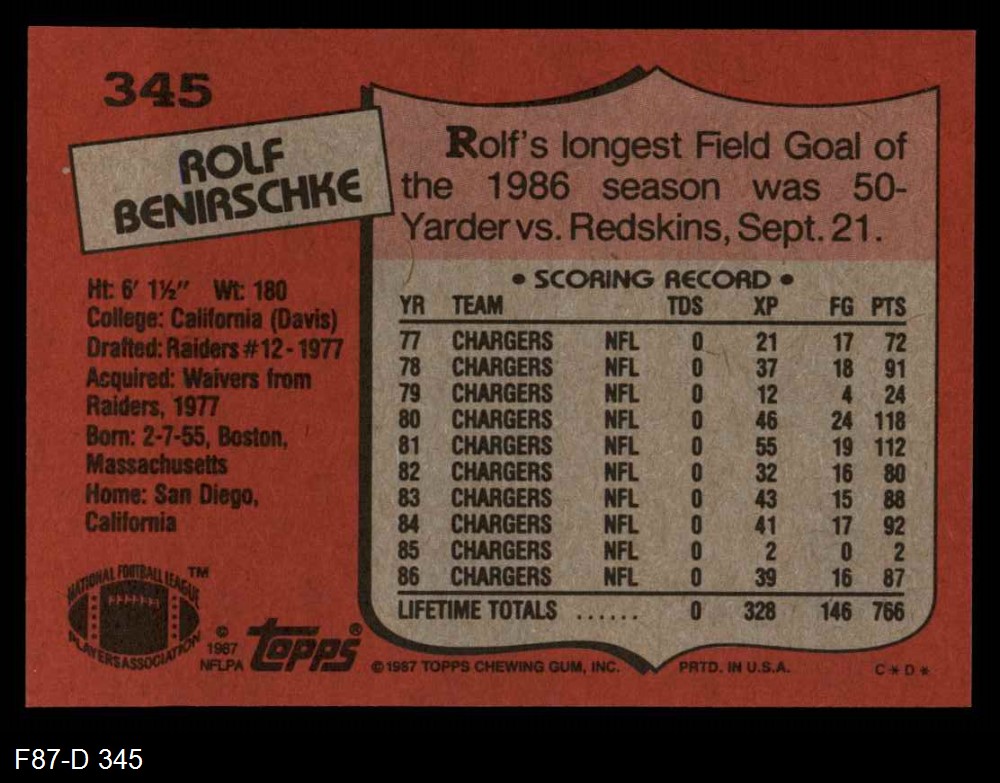 345
ROLF
BENIRSCHKE
Rolf's longest Field Goal of
the 1986 season was 50-
Yarder vs. Redskins, Sept. 21.
Ht: 6' 1½" Wt: 180
College: California (Davis)
Drafted: Raiders #12-1977
Acquired: Waivers from
Raiders, 1977
Born: 2-7-55, Boston,
Massachusetts
Home: San Diego,
California
• SCORING RECORD •
YR TEAM TDS XP FG PTS
77 CHARGERS NFL 0 21 17 72
78 CHARGERS NFL 0 37 18 91
79 CHARGERS NFL 0 12 4 24
80 CHARGERS NFL 0 46 24 118
81 CHARGERS NFL 0 55 19 112
82 CHARGERS NFL 0 32 16 80
83 CHARGERS NFL 0 43 15 88
84 CHARGERS NFL 0 41 17 92
85 CHARGERS NFL 0 2 0 2
86 CHARGERS NFL 0 39 16 87
LIFETIME TOTALS ...... 0 328 146 766
NATIONAL FOOTBALL LEAGUE ™
PLAYERS ASSOCIATION
©
1987
NFLPA
topps®
© 1987 TOPPS CHEWING GUM, INC. PRTD. IN U.S.A. C*D*
F87-D 345